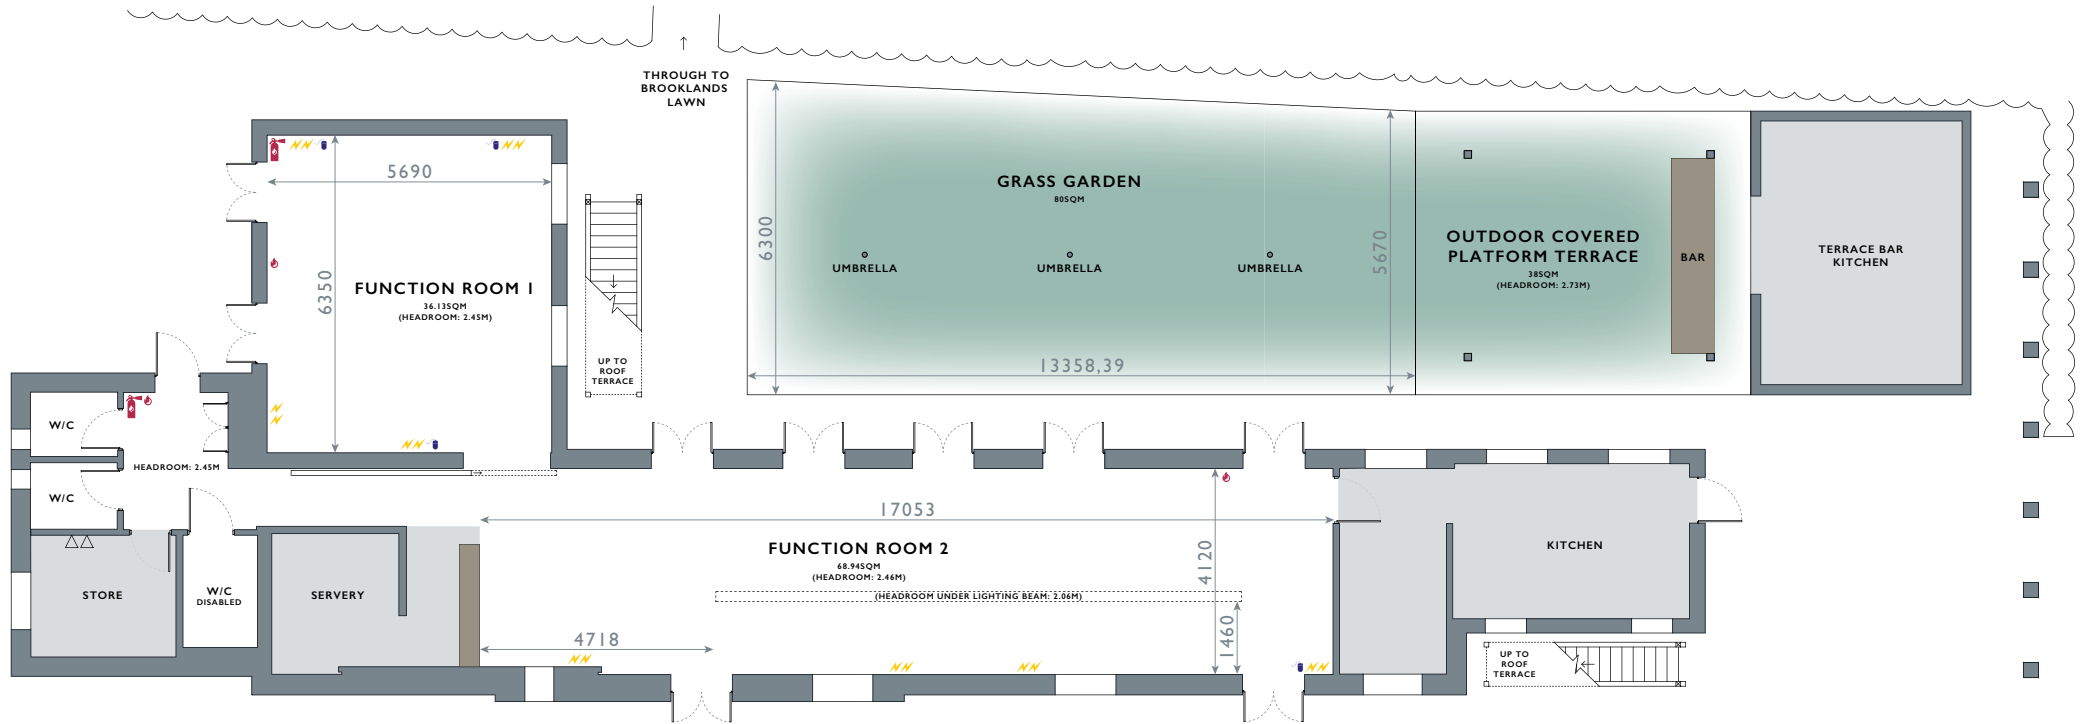 THROUGH TO
BROOKLANDS
LAWN
5690
6350
FUNCTION ROOM 1
36.13SQM
(HEADROOM: 2.45M)
UP TO
ROOF
TERRACE
GRASS GARDEN
80SQM
6300
UMBRELLA
UMBRELLA
UMBRELLA
13358,39
5670
OUTDOOR COVERED
PLATFORM TERRACE
38SQM
(HEADROOM: 2.73M)
BAR
TERRACE BAR
KITCHEN
W/C
HEADROOM: 2.45M
W/C
STORE
W/C
DISABLED
SERVERY
17053
FUNCTION ROOM 2
68.94SQM
(HEADROOM: 2.46M)
(HEADROOM UNDER LIGHTING BEAM: 2.06M)
4718
4120
1460
KITCHEN
UP TO
ROOF
TERRACE